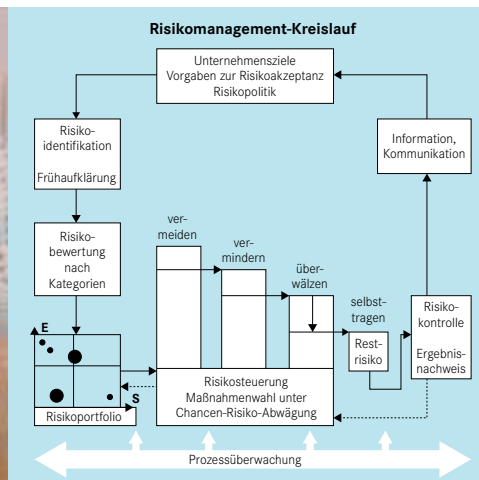 Risikomanagement-Kreislauf
Unternehmensziele
Vorgaben zur Risikoakzeptanz
Risikopolitik
Risiko-
identifikation
Frühaufklärung
Information,
Kommunikation
Risiko-
bewertung
nach
Kategorien
ver-
meiden
ver-
mindern
über-
wälzen
selbst-
tragen
Rest-
risiko
Risiko-
kontrolle
Ergebnis-
nachweis
E
S
Risikoportfolio
Risikosteuerung
Maßnahmenwahl unter
Chancen-Risiko-Abwägung
Prozessüberwachung